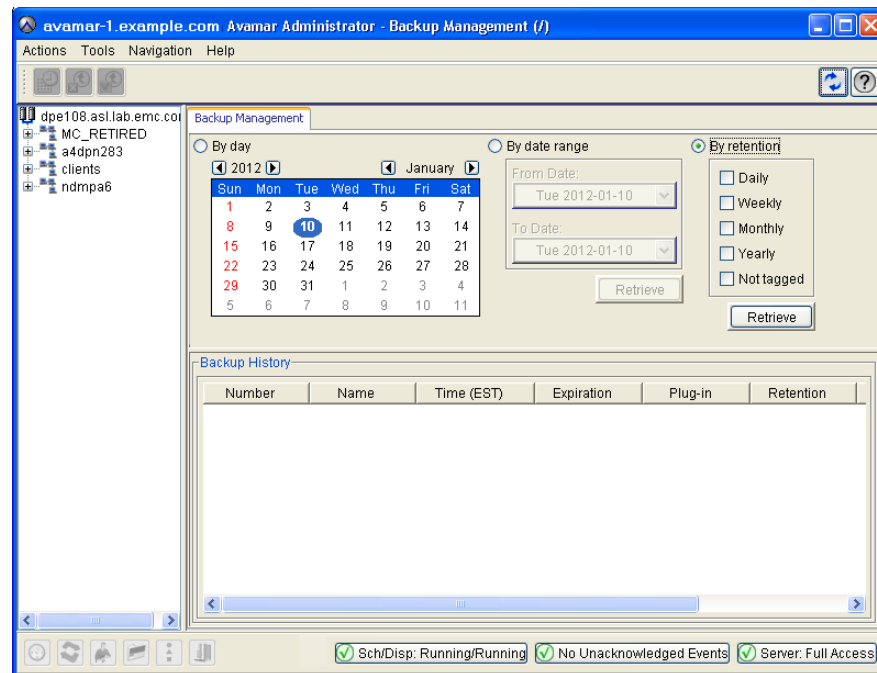 avamar-1.example.com Avamar Administrator - Backup Management (/)
Actions Tools Navigation Help
dpe108.asl.lab.emc.co
MC_RETIRED
a4dpn283
clients
ndmpa6
Backup Management
By day
2012 January
Sun Mon Tue Wed Thu Fri Sat
1 2 3 4 5 6 7
8 9 10 11 12 13 14
15 16 17 18 19 20 21
22 23 24 25 26 27 28
29 30 31 1 2 3 4
5 6 7 8 9 10 11
By date range
From Date:
Tue 2012-01-10
To Date:
Tue 2012-01-10
Retrieve
By retention
Daily
Weekly
Monthly
Yearly
Not tagged
Retrieve
Backup History
Number Name Time (EST) Expiration Plug-in Retention
Sch/Disp: Running/Running No Unacknowledged Events Server: Full Access